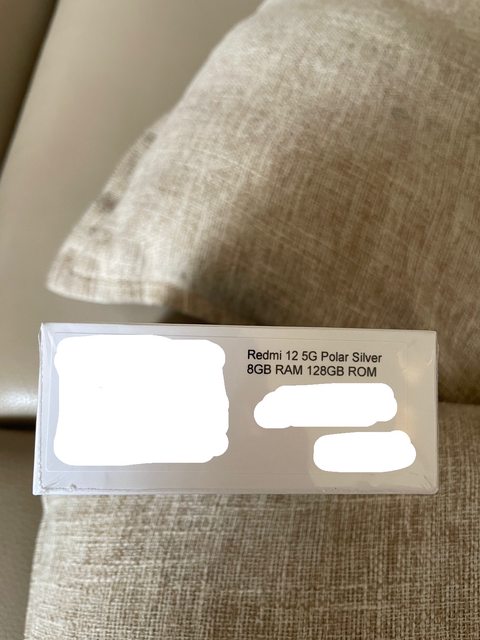 Redmi 12 5G Polar Silver
8GB RAM 128GB ROM